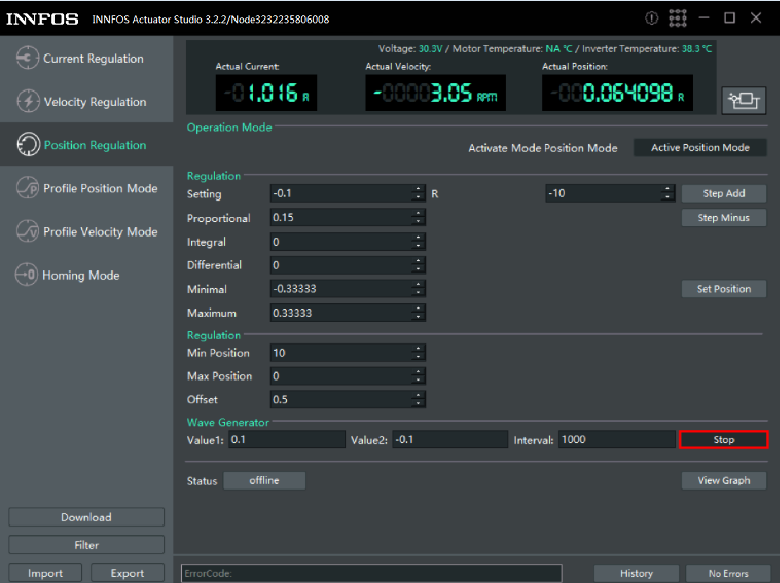 INNFOS INNFOS Actuator Studio 3.2.2/Node3232235806008
Current Regulation
Velocity Regulation
Position Regulation
Profile Position Mode
Profile Velocity Mode
Homing Mode
Download
Filter
Import Export
Voltage: 30.3V / Motor Temperature: NA.℃ / Inverter Temperature: 38.3 ℃
Actual Current: Actual Velocity: Actual Position:
-01.016 A -00003.05 RPM -000.064098 R
Operation Mode
Activate Mode Position Mode Active Position Mode
Regulation
Setting -0.1 R -10 Step Add
Proportional 0.15 Step Minus
Integral 0
Differential 0
Minimal -0.33333 Set Position
Maximum 0.33333
Regulation
Min Position 10
Max Position 0
Offset 0.5
Wave Generator
Value1: 0.1 Value2: -0.1 Interval: 1000 Stop
Status offline View Graph
ErrorCode: History No Errors